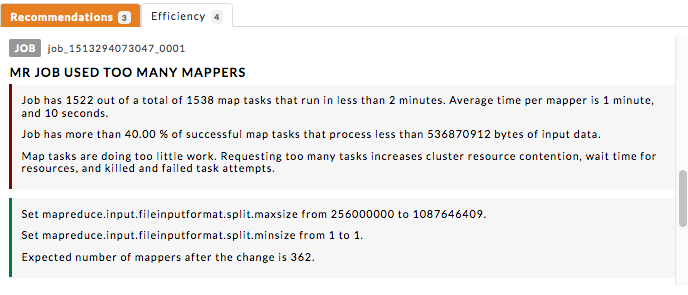 Recommendations 3 Efficiency 4
JOB job_1513294073047_0001
MR JOB USED TOO MANY MAPPERS
Job has 1522 out of a total of 1538 map tasks that run in less than 2 minutes. Average time per mapper is 1 minute,
and 10 seconds.
Job has more than 40.00 % of successful map tasks that process less than 536870912 bytes of input data.
Map tasks are doing too little work. Requesting too many tasks increases cluster resource contention, wait time for
resources, and killed and failed task attempts.
Set mapreduce.input.fileinputformat.split.maxsize from 256000000 to 1087646409.
Set mapreduce.input.fileinputformat.split.minsize from 1 to 1.
Expected number of mappers after the change is 362.